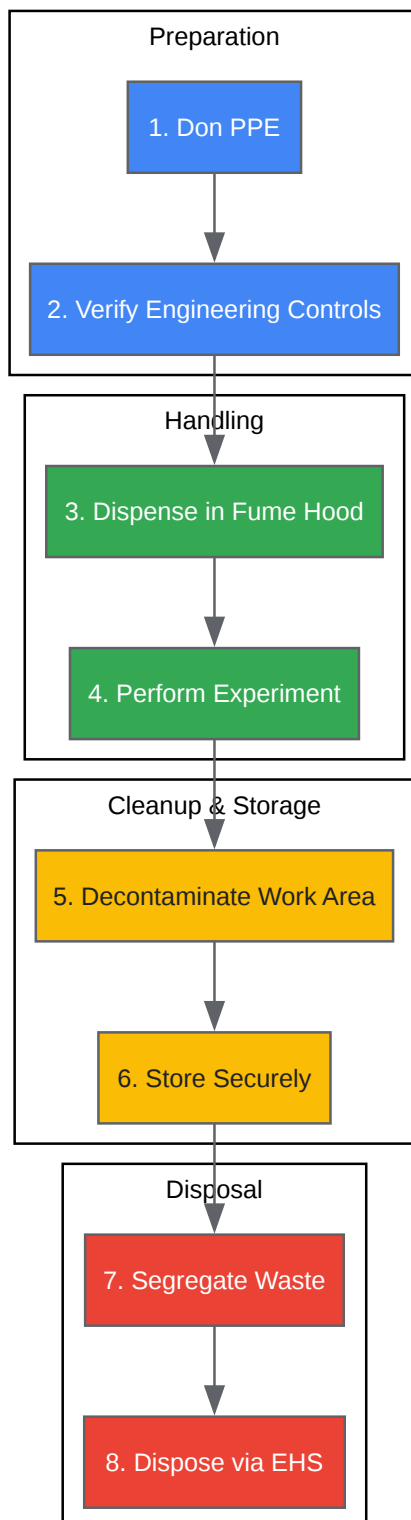 Preparation
1. Don PPE
2. Verify Engineering Controls
Handling
3. Dispense in Fume Hood
4. Perform Experiment
Cleanup & Storage
5. Decontaminate Work Area
6. Store Securely
Disposal
7. Segregate Waste
8. Dispose via EHS